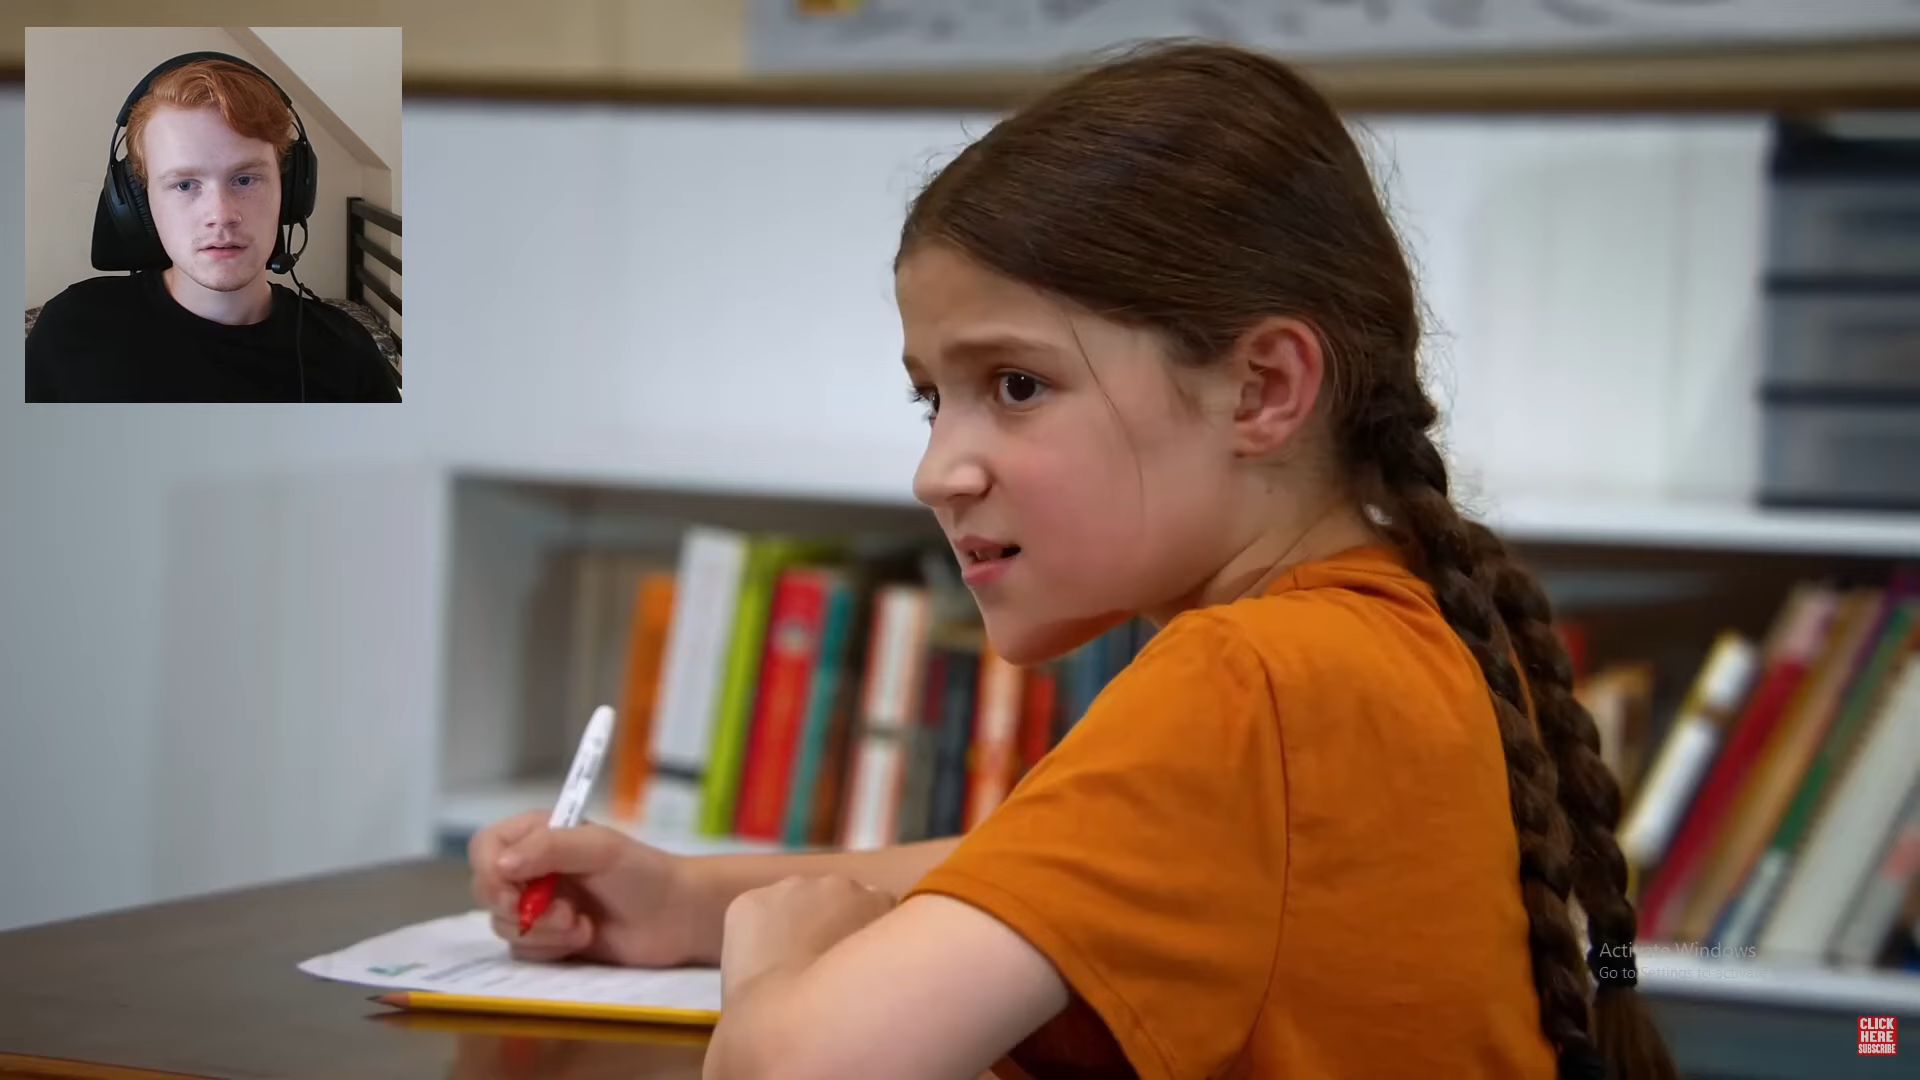 Activate Windows
Go to Settings to activate
CLICK
HERE
SUBSCRIBE